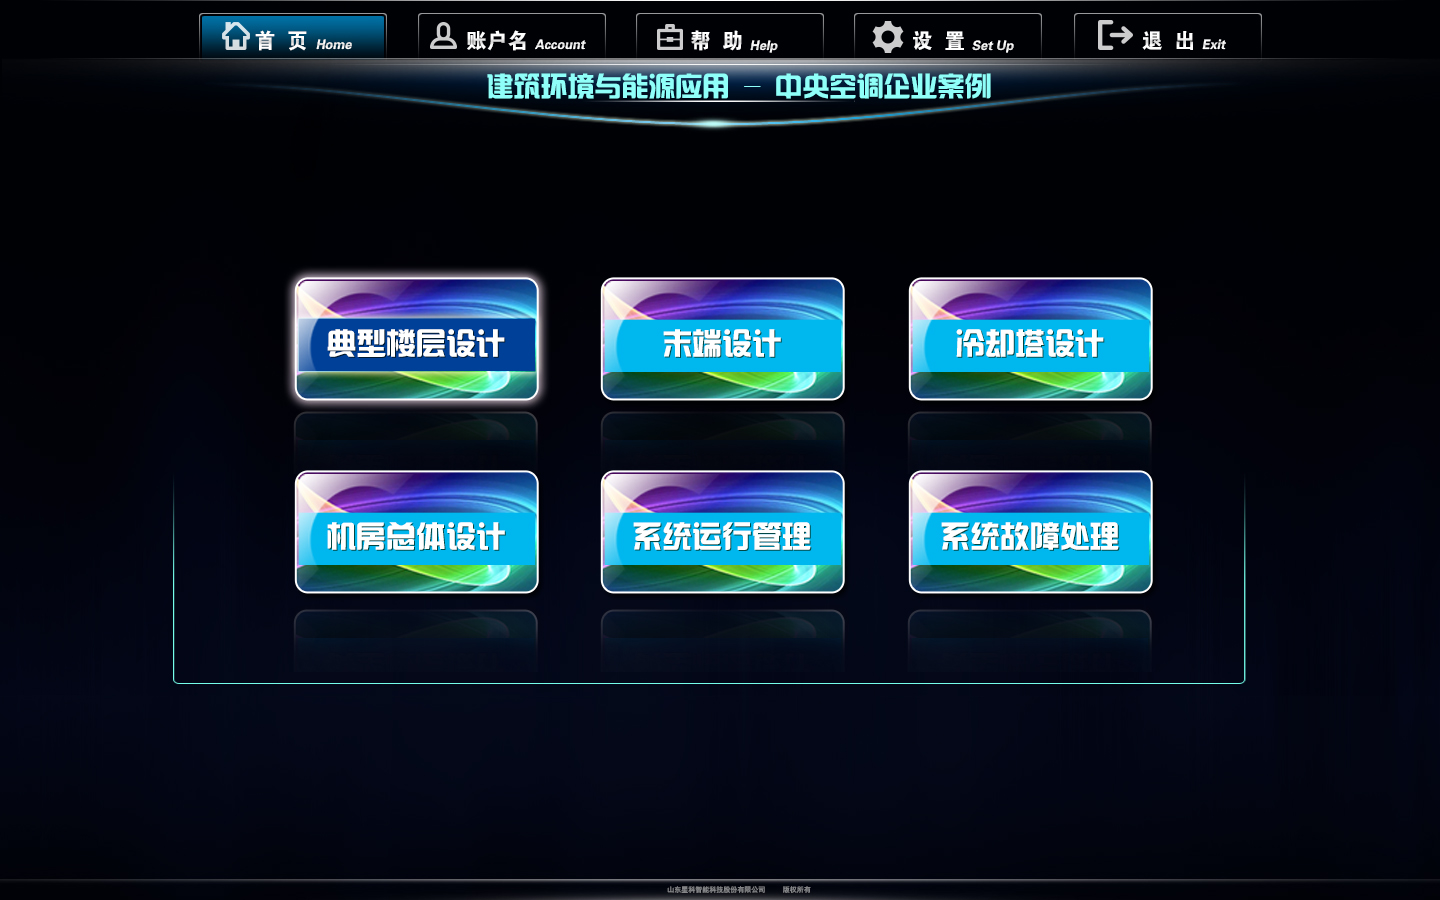 首 页 Home
账户名 Account
帮 助 Help
设 置 Set Up
退 出 Exit
建筑环境与能源应用 — 中央空调企业案例
典型楼层设计
末端设计
冷却塔设计
机房总体设计
系统运行管理
系统故障处理
山东星科智能科技股份有限公司 版权所有